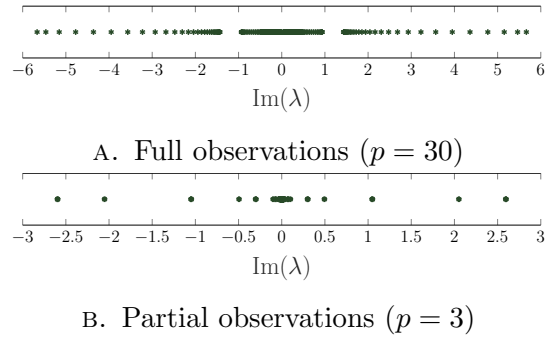 −6 −5 −4 −3 −2 −1 0 1 2 3 4 5 6
Im(λ)
A. Full observations (p = 30)
−3 −2.5 −2 −1.5 −1 −0.5 0 0.5 1 1.5 2 2.5 3
Im(λ)
B. Partial observations (p = 3)